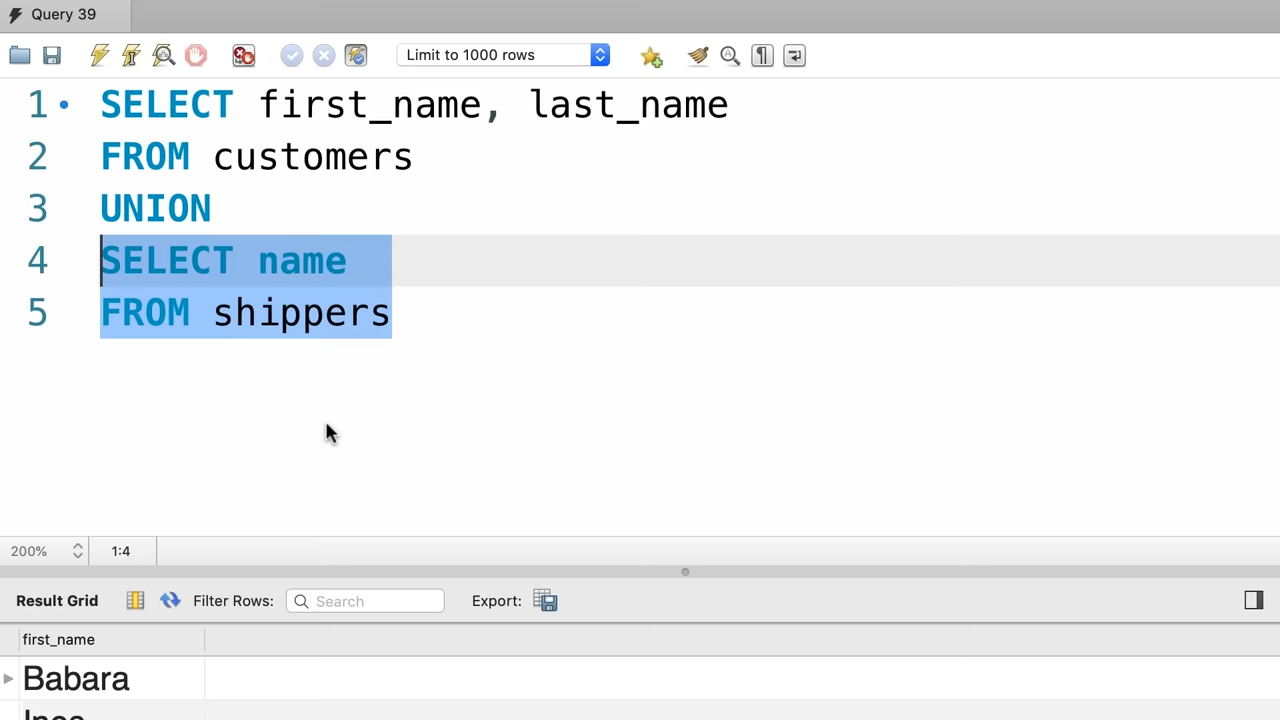 Query 39
Limit to 1000 rows
1 SELECT first_name, last_name
2 FROM customers
3 UNION
4 SELECT name
5 FROM shippers
200% 1:4
Result Grid Filter Rows: Search Export:
first_name
Babara